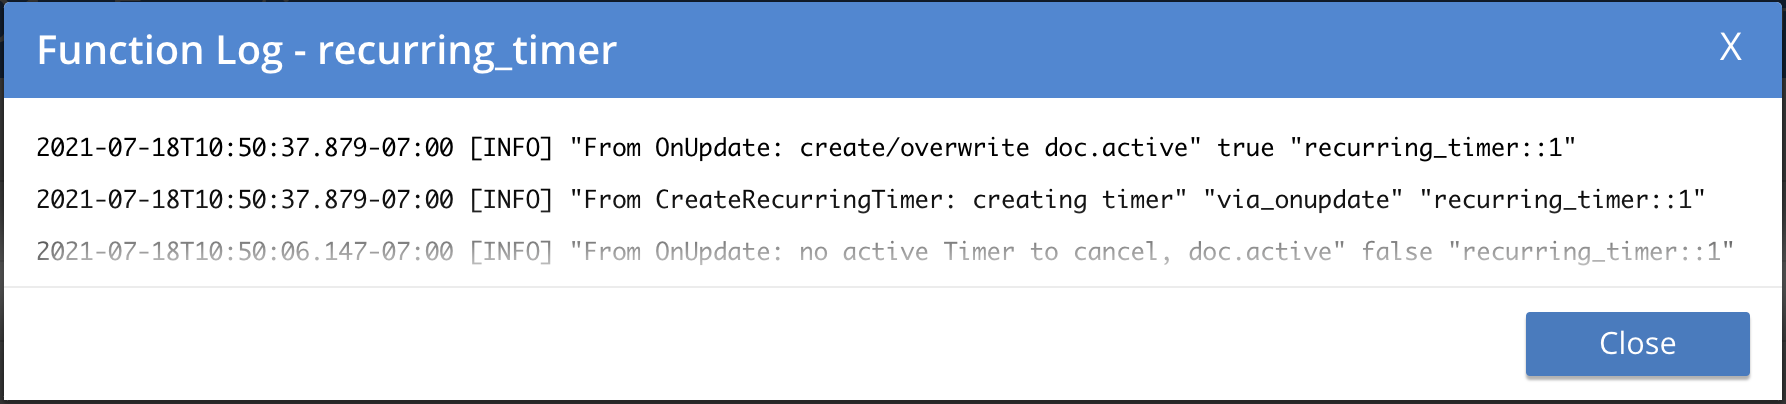 Function Log - recurring_timer X
2021-07-18T10:50:37.879-07:00 [INFO] "From OnUpdate: create/overwrite doc.active" true "recurring_timer::1"
2021-07-18T10:50:37.879-07:00 [INFO] "From CreateRecurringTimer: creating timer" "via_onupdate" "recurring_timer::1"
2021-07-18T10:50:06.147-07:00 [INFO] "From OnUpdate: no active Timer to cancel, doc.active" false "recurring_timer::1"
Close